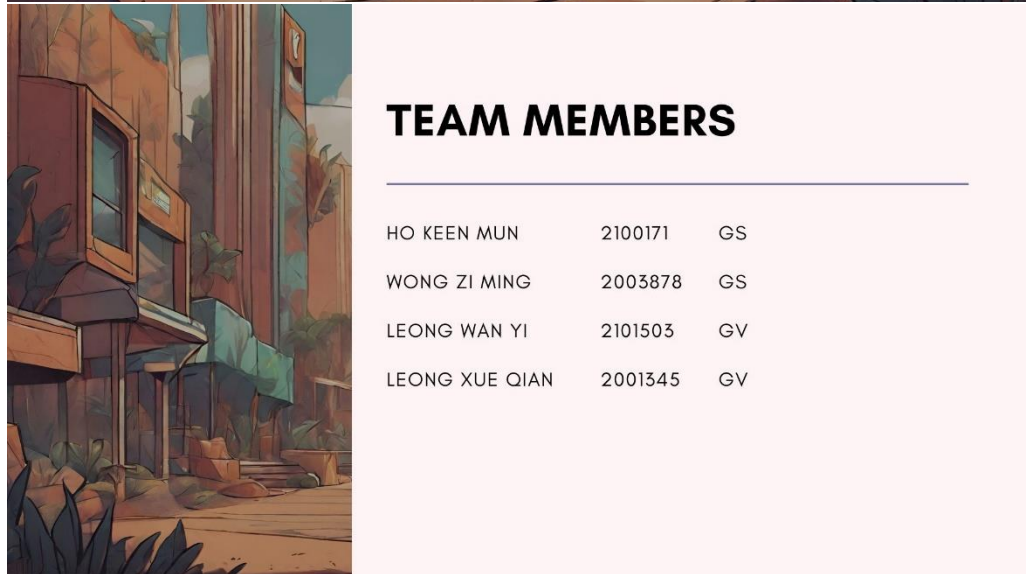 TEAM MEMBERS
HO KEEN MUN 2100171 GS
WONG ZI MING 2003878 GS
LEONG WAN YI 2101503 GV
LEONG XUE QIAN 2001345 GV